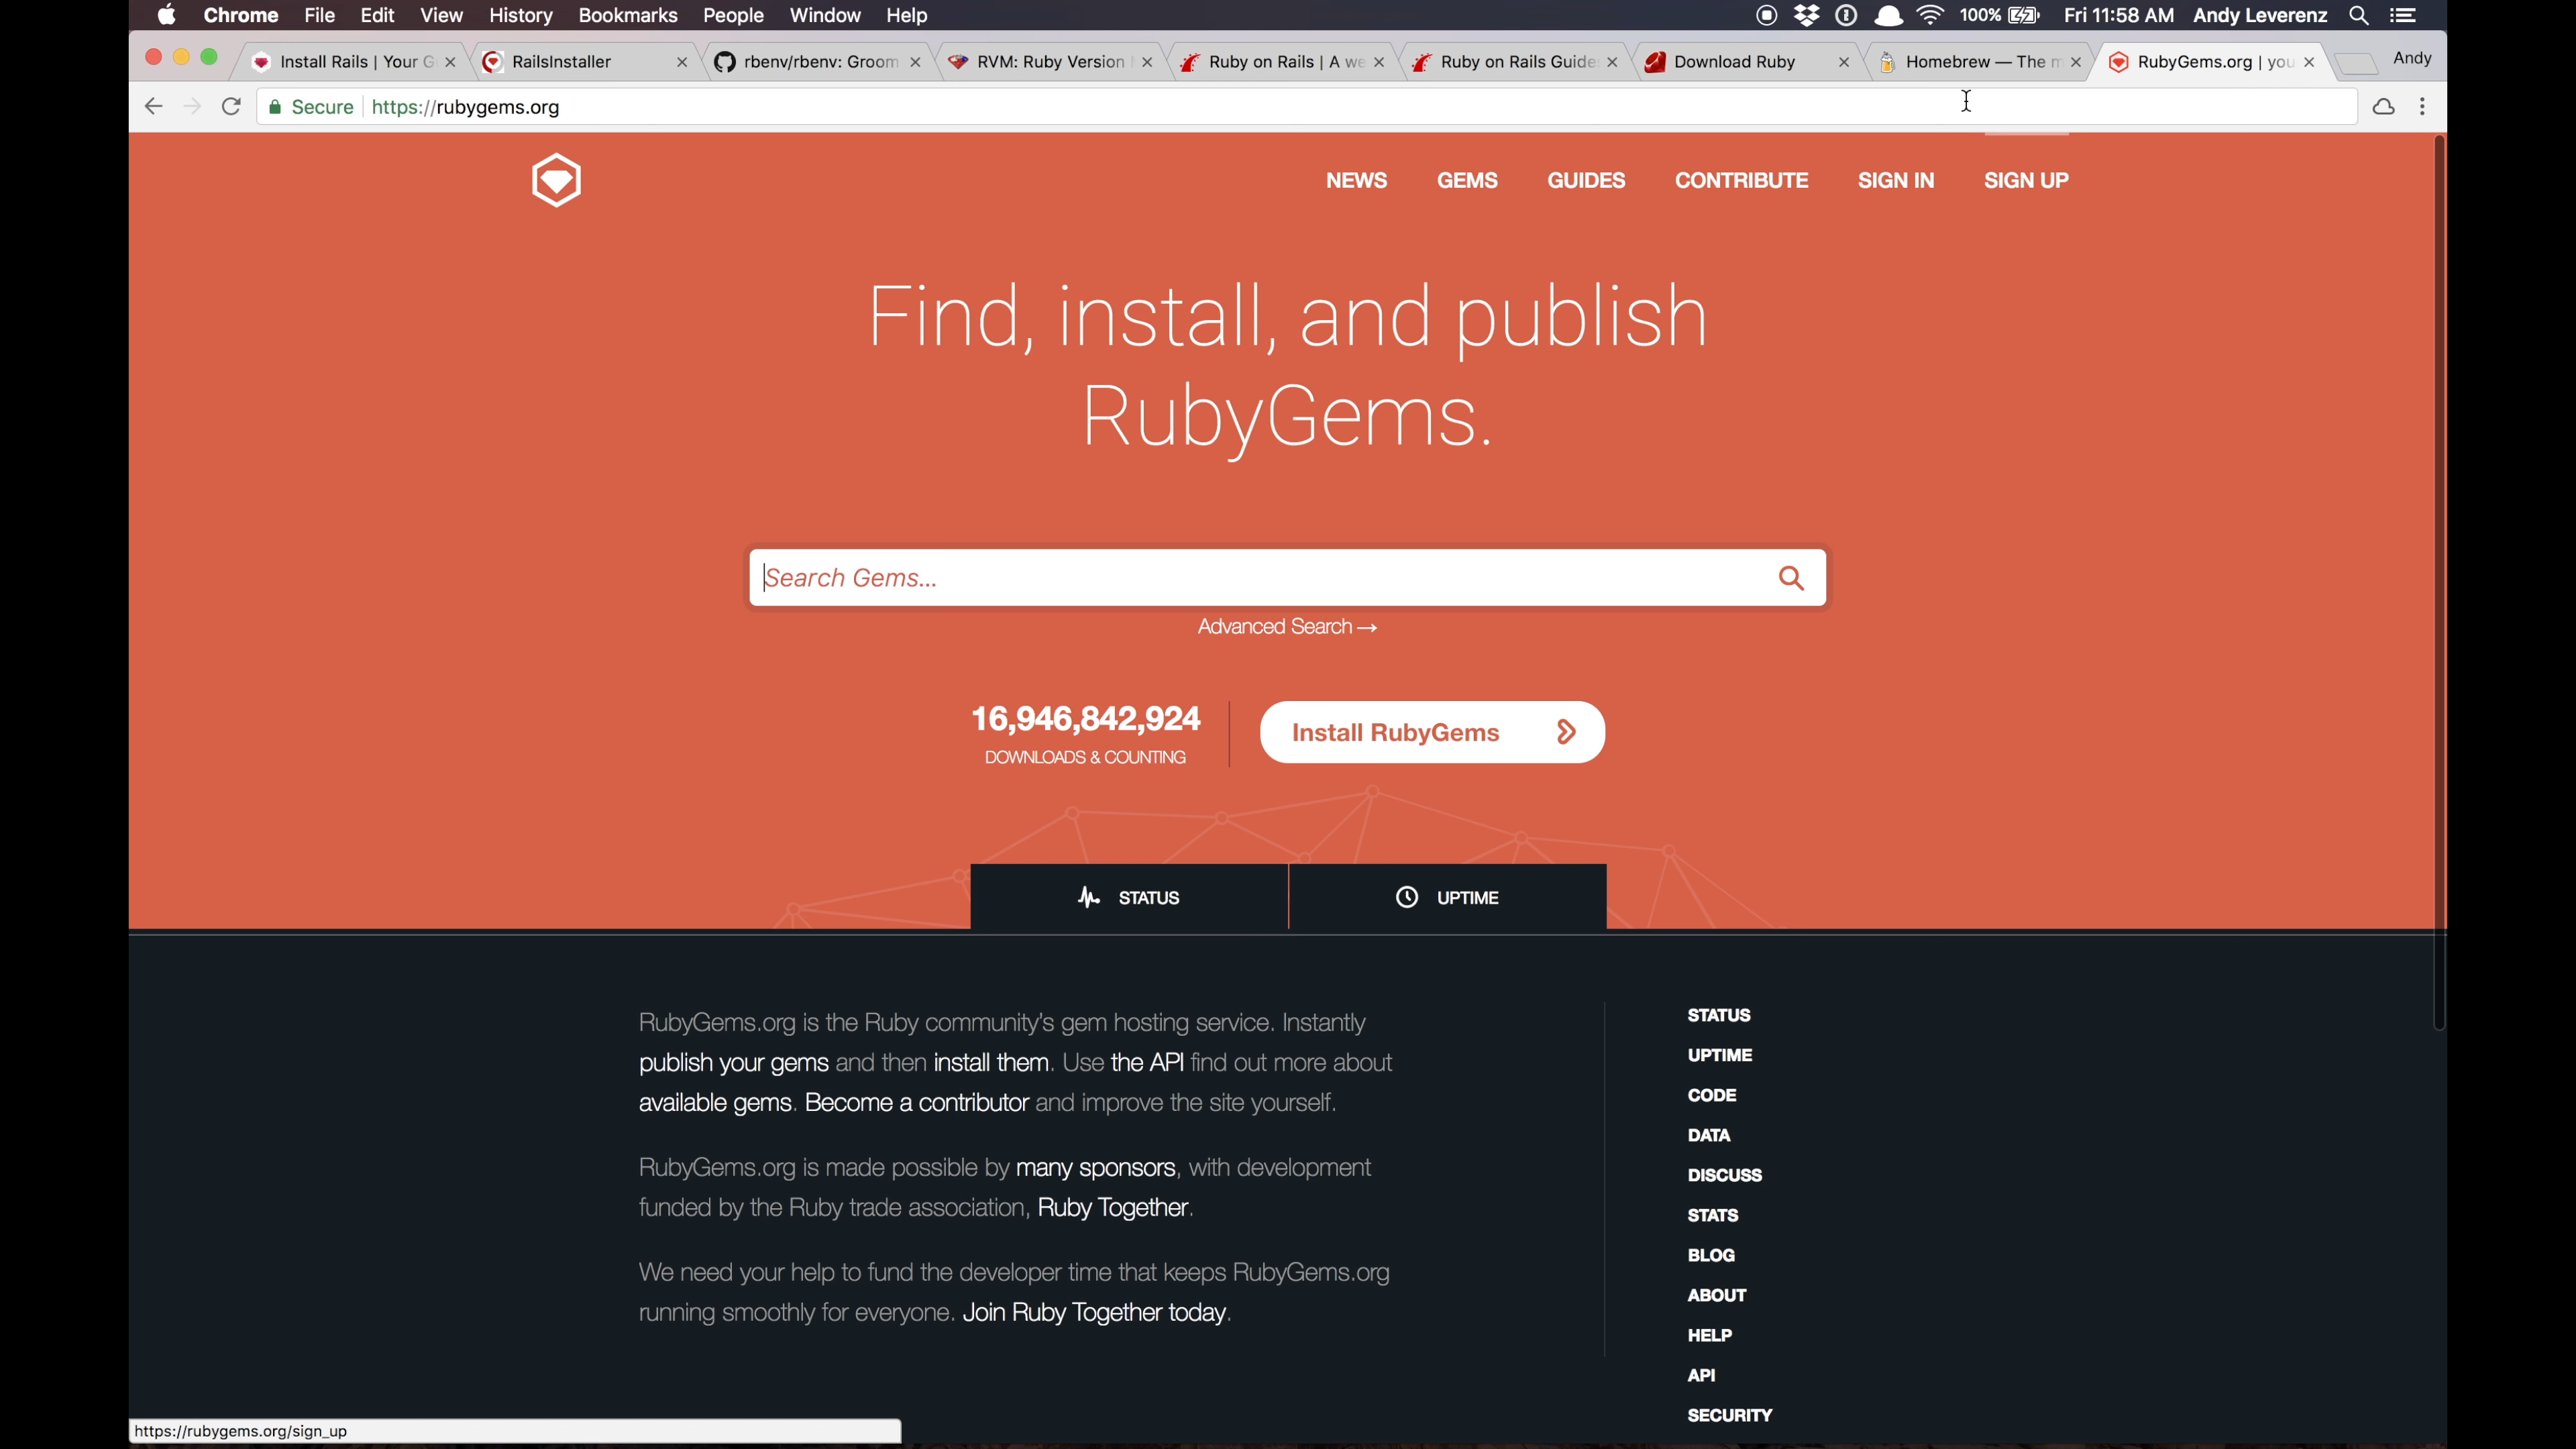 Chrome File Edit View History Bookmarks People Window Help 100% Fri 11:58 AM Andy Leverenz
Install Rails | Your G RailsInstaller rbenv/rbenv: Groom RVM: Ruby Version Ruby on Rails | A we Ruby on Rails Guide Download Ruby Homebrew — The m RubyGems.org | you Andy
Secure https://rubygems.org
NEWS GEMS GUIDES CONTRIBUTE SIGN IN SIGN UP
Find, install, and publish
RubyGems.
Search Gems...
Advanced Search →
16,946,842,924
DOWNLOADS & COUNTING
Install RubyGems
STATUS UPTIME
RubyGems.org is the Ruby community's gem hosting service. Instantly
publish your gems and then install them. Use the API find out more about
available gems. Become a contributor and improve the site yourself.
RubyGems.org is made possible by many sponsors, with development
funded by the Ruby trade association, Ruby Together.
We need your help to fund the developer time that keeps RubyGems.org
running smoothly for everyone. Join Ruby Together today.
STATUS
UPTIME
CODE
DATA
DISCUSS
STATS
BLOG
ABOUT
HELP
API
SECURITY
https://rubygems.org/sign_up